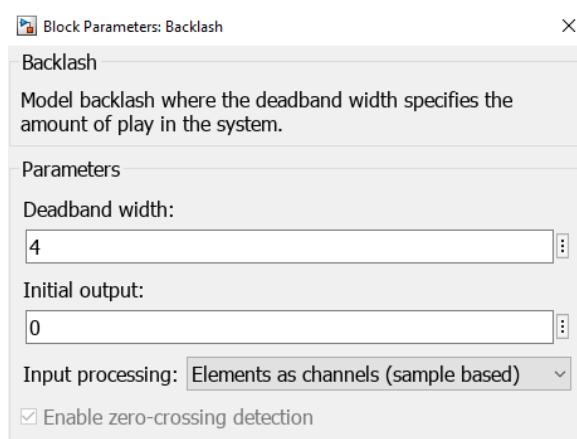 Block Parameters: Backlash
Backlash
Model backlash where the deadband width specifies the
amount of play in the system.
Parameters
Deadband width:
4
Initial output:
0
Input processing: Elements as channels (sample based)
Enable zero-crossing detection